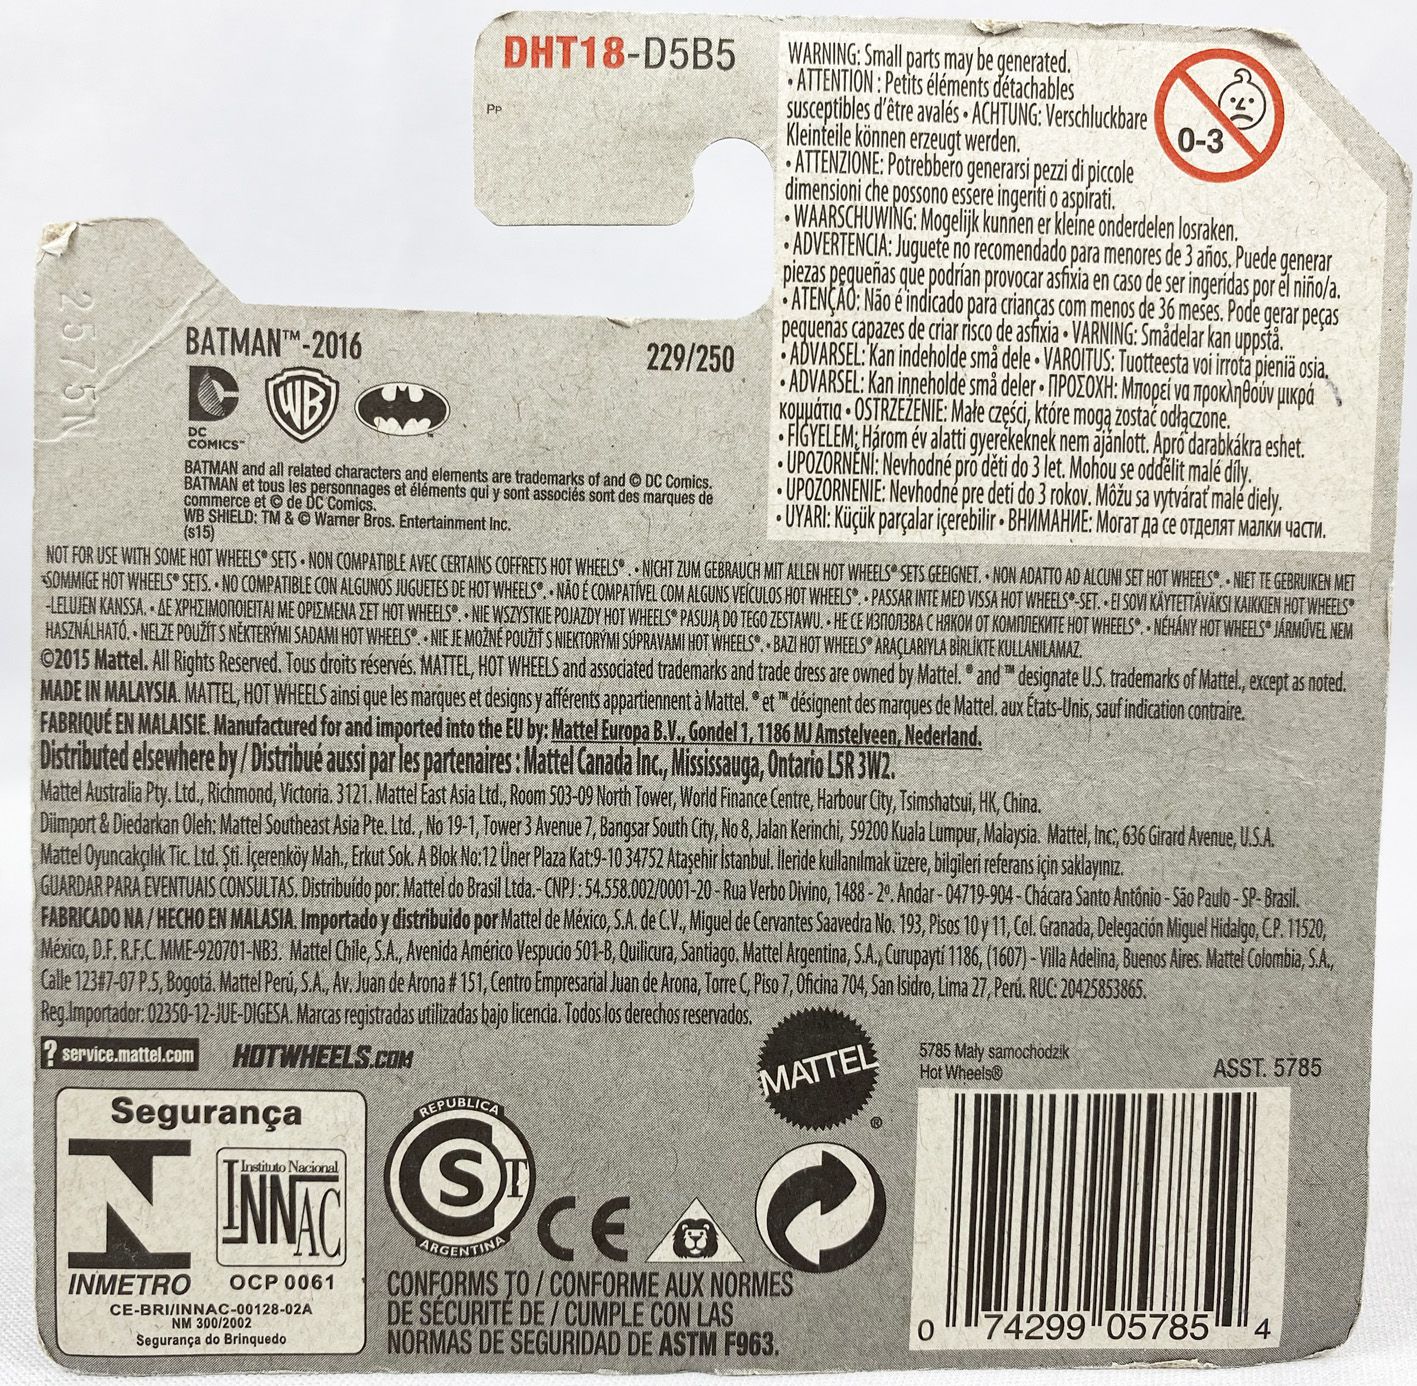 DHT18-D5B5
Pp
WARNING: Small parts may be generated.
• ATTENTION : Petits éléments détachables
susceptibles d'être avalés • ACHTUNG: Verschluckbare
Kleinteile können erzeugt werden.
• ATTENZIONE: Potrebbero generarsi pezzi di piccole
dimensioni che possono essere ingeriti o aspirati.
• WAARSCHUWING: Mogelijk kunnen er kleine onderdelen losraken.
• ADVERTENCIA: Juguete no recomendado para menores de 3 años. Puede generar
piezas pequeñas que podrían provocar asfixia en caso de ser ingeridas por el niño/a.
• ATENÇÃO: Não é indicado para crianças com menos de 36 meses. Pode gerar peças
pequenas capazes de criar risco de asfixia • VARNING: Smådelar kan uppstå.
• ADVARSEL: Kan indeholde små dele • VAROITUS: Tuotteesta voi irrota pieniä osia.
• ADVARSEL: Kan inneholde små deler • ΠΡΟΣΟΧΗ: Μπορεί να προκληθούν μικρά
κομμάτια • OSTRZEŻENIE: Małe części, które mogą zostać odłączone.
• FIGYELEM: Három év alatti gyerekeknek nem ajánlott. Apró darabkákra eshet.
• UPOZORNĚNÍ: Nevhodné pro děti do 3 let. Mohou se oddělit malé díly.
• UPOZORNENIE: Nevhodné pre deti do 3 rokov. Môžu sa vytvárať malé diely.
• UYARI: Küçük parçalar içerebilir • ВНИМАНИЕ: Могат да се отделят малки части.
0-3
25751N
BATMAN™-2016
229/250
DC
COMICS™
WB
BATMAN and all related characters and elements are trademarks of and © DC Comics.
BATMAN et tous les personnages et éléments qui y sont associés sont des marques de
commerce et © de DC Comics.
WB SHIELD: TM & © Warner Bros. Entertainment Inc.
(s15)
NOT FOR USE WITH SOME HOT WHEELS® SETS • NON COMPATIBLE AVEC CERTAINS COFFRETS HOT WHEELS® . • NICHT ZUM GEBRAUCH MIT ALLEN HOT WHEELS®-SETS GEEIGNET. • NON ADATTO AD ALCUNI SET HOT WHEELS®. • NIET TE GEBRUIKEN MET
SOMMIGE HOT WHEELS® SETS. • NO COMPATIBLE CON ALGUNOS JUGUETES DE HOT WHEELS®. • NÃO É COMPATÍVEL COM ALGUNS VEÍCULOS HOT WHEELS®. • PASSAR INTE MED VISSA HOT WHEELS®-SET. • EI SOVI KÄYTETTÄVÄKSI KAIKKIEN HOT WHEELS®
-LELUJEN KANSSA. • ΔΕ ΧΡΗΣΙΜΟΠΟΙΕΙΤΑΙ ΜΕ ΟΡΙΣΜΕΝΑ ΣΕΤ HOT WHEELS®. • NIE WSZYSTKIE POJAZDY HOT WHEELS® PASUJĄ DO TEGO ZESTAWU. • НЕ СЕ ИЗПОЛЗВА С НЯКОИ ОТ КОМПЛЕКИТЕ HOT WHEELS®. • NÉHÁNY HOT WHEELS® JÁRMŰVEL NEM
HASZNÁLHATÓ. • NELZE POUŽÍT S NĚKTERÝMI SADAMI HOT WHEELS®. • NIE JE MOŽNÉ POUŽIŤ S NIEKTORÝMI SÚPRAVAMI HOT WHEELS®. • BAZI HOT WHEELS® ARAÇLARIYLA BİRLİKTE KULLANILAMAZ.
©2015 Mattel. All Rights Reserved. Tous droits réservés. MATTEL, HOT WHEELS and associated trademarks and trade dress are owned by Mattel. ® and ™ designate U.S. trademarks of Mattel., except as noted.
MADE IN MALAYSIA. MATTEL, HOT WHEELS ainsi que les marques et designs y afférents appartiennent à Mattel. ® et ™ désignent des marques de Mattel. aux États-Unis, sauf indication contraire.
FABRIQUÉ EN MALAISIE. Manufactured for and imported into the EU by: Mattel Europa B.V., Gondel 1, 1186 MJ Amstelveen, Nederland.
Distributed elsewhere by / Distribué aussi par les partenaires : Mattel Canada Inc., Mississauga, Ontario L5R 3W2.
Mattel Australia Pty. Ltd., Richmond, Victoria. 3121. Mattel East Asia Ltd., Room 503-09 North Tower, World Finance Centre, Harbour City, Tsimshatsui, HK, China.
Diimport & Diedarkan Oleh: Mattel Southeast Asia Pte. Ltd. , No 19-1, Tower 3 Avenue 7, Bangsar South City, No 8, Jalan Kerinchi, 59200 Kuala Lumpur, Malaysia. Mattel, Inc., 636 Girard Avenue, U.S.A.
Mattel Oyuncakçılık Tic. Ltd. Şti. İçerenköy Mah., Erkut Sok. A Blok No:12 Üner Plaza Kat:9-10 34752 Ataşehir İstanbul. İleride kullanılmak üzere, bilgileri referans için saklayınız.
GUARDAR PARA EVENTUAIS CONSULTAS. Distribuído por: Mattel do Brasil Ltda.- CNPJ : 54.558.002/0001-20 - Rua Verbo Divino, 1488 - 2º. Andar - 04719-904 - Chácara Santo Antônio - São Paulo - SP- Brasil.
FABRICADO NA / HECHO EN MALASIA. Importado y distribuido por Mattel de México, S.A. de C.V., Miguel de Cervantes Saavedra No. 193, Pisos 10 y 11, Col. Granada, Delegación Miguel Hidalgo, C.P. 11520,
México, D.F. R.F.C. MME-920701-NB3. Mattel Chile, S.A., Avenida Américo Vespucio 501-B, Quilicura, Santiago. Mattel Argentina, S.A., Curupaytí 1186, (1607) - Villa Adelina, Buenos Aires. Mattel Colombia, S.A.,
Calle 123#7-07 P.5, Bogotá. Mattel Perú, S.A., Av. Juan de Arona # 151, Centro Empresarial Juan de Arona, Torre C, Piso 7, Oficina 704, San Isidro, Lima 27, Perú. RUC: 20425853865.
Reg.Importador: 02350-12-JUE-DIGESA. Marcas registradas utilizadas bajo licencia. Todos los derechos reservados.
? service.mattel.com
HOTWHEELS.COM
MATTEL®
5785 Mały samochodzik
Hot Wheels®
ASST. 5785
Segurança
INMETRO
Instituto Nacional
INNAC
OCP 0061
CE-BRI/INNAC-00128-02A
NM 300/2002
Segurança do Brinquedo
REPUBLICA
S T
ARGENTINA
CE
CONFORMS TO / CONFORME AUX NORMES
DE SÉCURITÉ DE / CUMPLE CON LAS
NORMAS DE SEGURIDAD DE ASTM F963.
0 74299 05785 4